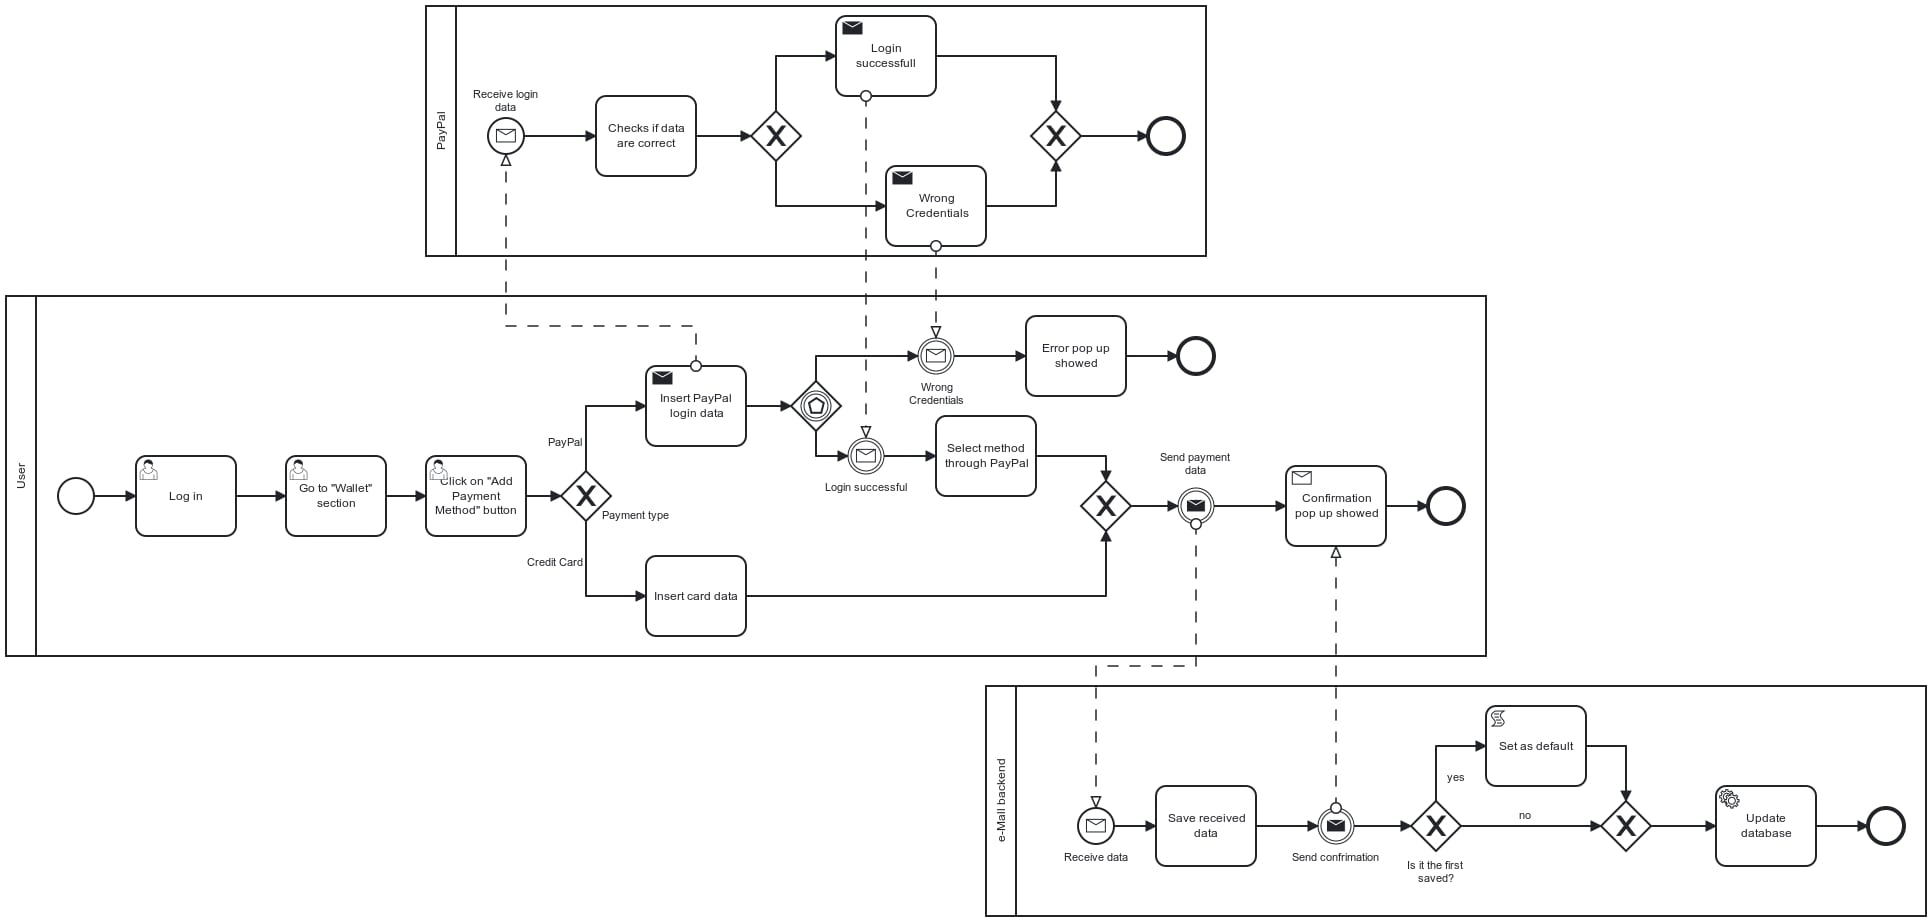 PayPal
Receive login
data
Checks if data
are correct
Login
successfull
Wrong
Credentials
User
Log in
Go to "Wallet"
section
Click on "Add
Payment
Method" button
PayPal
Payment type
Credit Card
Insert PayPal
login data
Insert card data
Wrong
Credentials
Error pop up
showed
Login successful
Select method
through PayPal
Send payment
data
Confirmation
pop up showed
e-Mall backend
Receive data
Save received
data
Send confrimation
Is it the first
saved?
yes
no
Set as default
Update
database